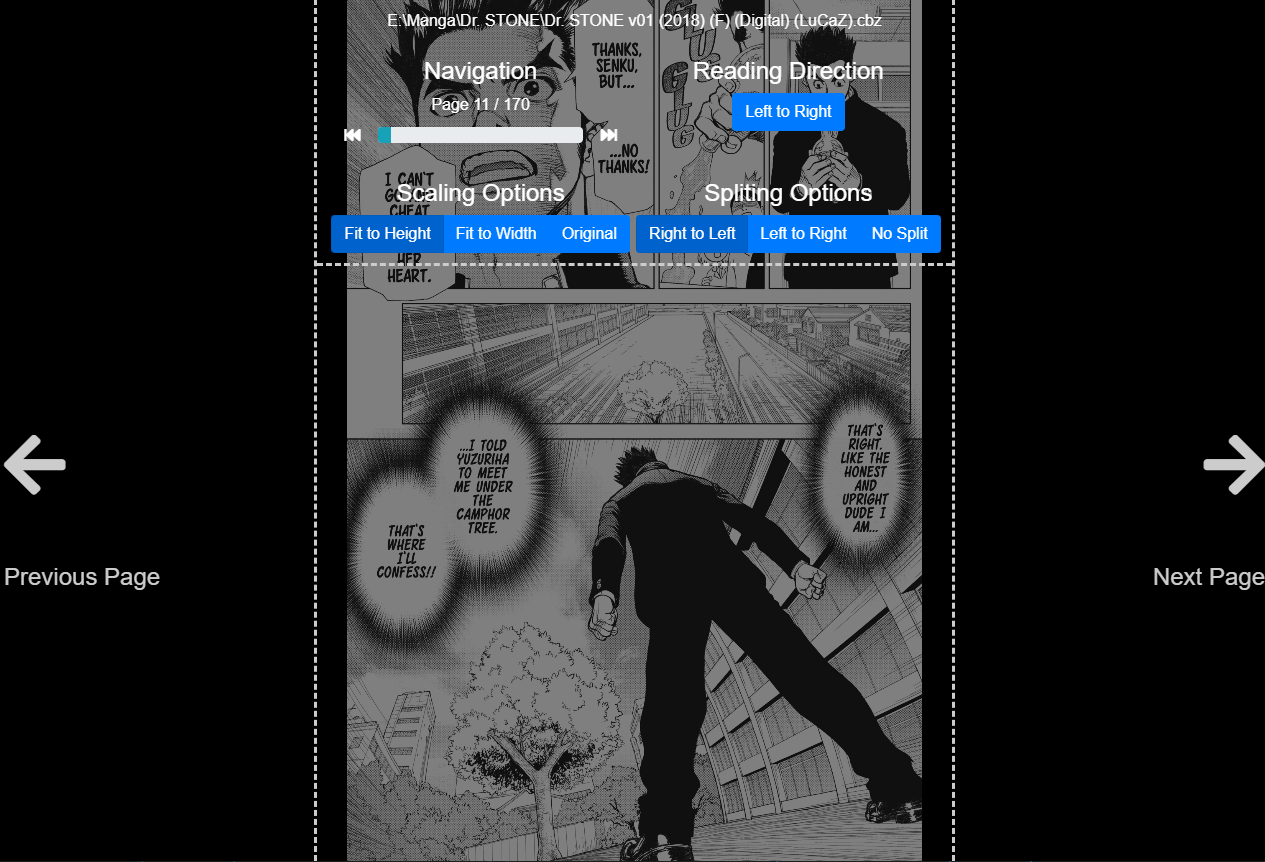 E:\Manga\Dr. STONE\Dr. STONE v01 (2018) (F) (Digital) (LuCaZ).cbz
Navigation
Page 11 / 170
Reading Direction
Left to Right
Scaling Options
Fit to Height
Fit to Width
Original
Spliting Options
Right to Left
Left to Right
No Split
Previous Page
Next Page
GLUG
GLUG
THANKS,
SENKU,
BUT...
...NO
THANKS!
I CAN'T
CHEAT
HER
HEART.
THAT'S
RIGHT.
LIKE THE
HONEST
AND
UPRIGHT
DUDE I
AM...
...I TOLD
YUZURIHA
TO MEET
ME UNDER
THE
CAMPHOR
TREE.
THAT'S
WHERE
I'LL
CONFESS!!